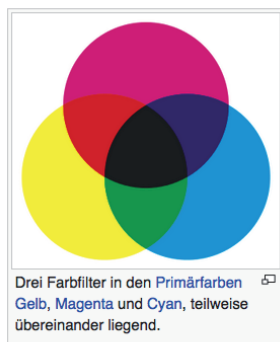 Drei Farbfilter in den Primärfarben
Gelb, Magenta und Cyan, teilweise
übereinander liegend.